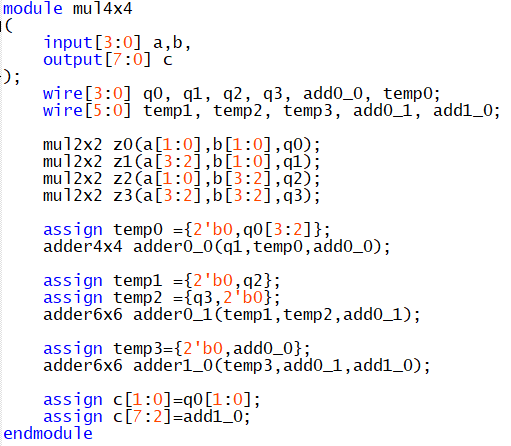 module mul4x4
(
    input[3:0] a,b,
    output[7:0] c
);
    wire[3:0] q0, q1, q2, q3, add0_0, temp0;
    wire[5:0] temp1, temp2, temp3, add0_1, add1_0;

    mul2x2 z0(a[1:0],b[1:0],q0);
    mul2x2 z1(a[3:2],b[1:0],q1);
    mul2x2 z2(a[1:0],b[3:2],q2);
    mul2x2 z3(a[3:2],b[3:2],q3);

    assign temp0 ={2'b0,q0[3:2]};
    adder4x4 adder0_0(q1,temp0,add0_0);

    assign temp1 ={2'b0,q2};
    assign temp2 ={q3,2'b0};
    adder6x6 adder0_1(temp1,temp2,add0_1);

    assign temp3={2'b0,add0_0};
    adder6x6 adder1_0(temp3,add0_1,add1_0);

    assign c[1:0]=q0[1:0];
    assign c[7:2]=add1_0;
endmodule